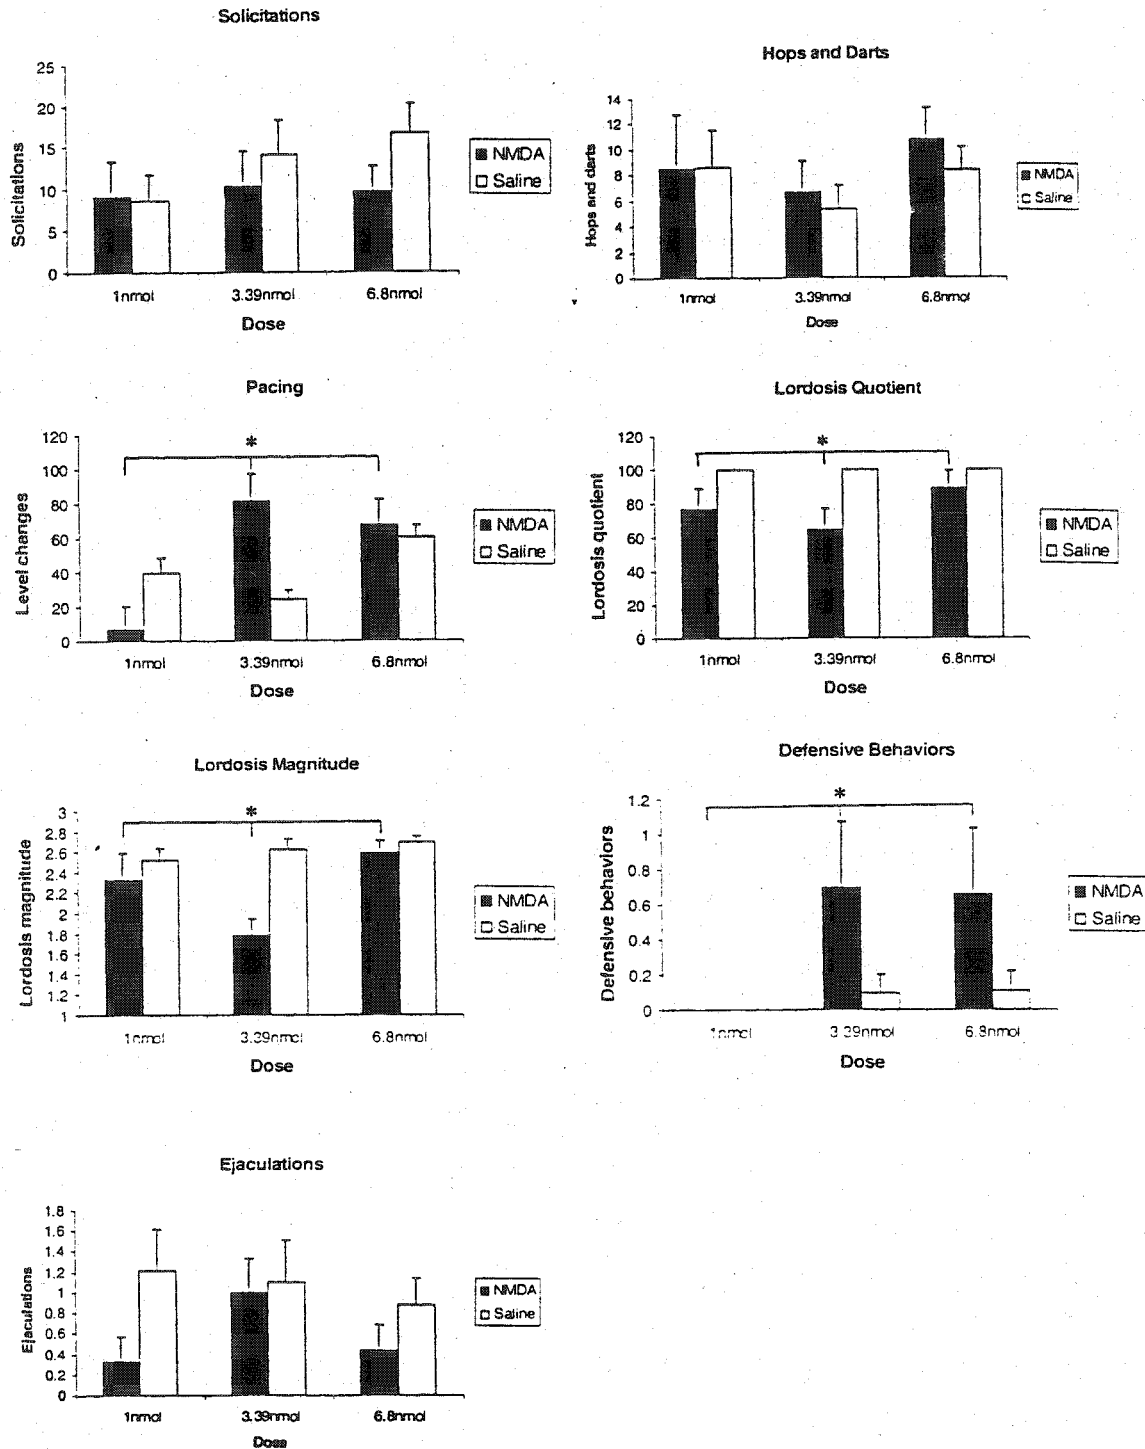 Solicitations
25
20
15
10
5
0
Solicitations
1nmol
3.39nmol
6.8nmol
Dose
NMDA
Saline
Hops and Darts
14
12
10
8
6
4
2
0
Hops and darts
1nmol
3.39nmol
6.8nmol
Dose
NMDA
Saline
Pacing
120
100
80
60
40
20
0
Level changes
*
1nmol
3.39nmol
6.8nmol
Dose
NMDA
Saline
Lordosis Quotient
120
100
80
60
40
20
0
Lordosis quotient
*
1nmol
3.39nmol
6.8nmol
Dose
NMDA
Saline
Lordosis Magnitude
3
2.8
2.6
2.4
2.2
2
1.8
1.6
1.4
1.2
1
Lordosis magnitude
*
1nmol
3.39nmol
6.8nmol
Dose
NMDA
Saline
Defensive Behaviors
1.2
1
0.8
0.6
0.4
0.2
0
Defensive behaviors
*
1nmol
3.39nmol
6.8nmol
Dose
NMDA
Saline
Ejaculations
1.8
1.6
1.4
1.2
1
0.8
0.6
0.4
0.2
0
Ejaculations
1nmol
3.39nmol
6.8nmol
Dose
NMDA
Saline